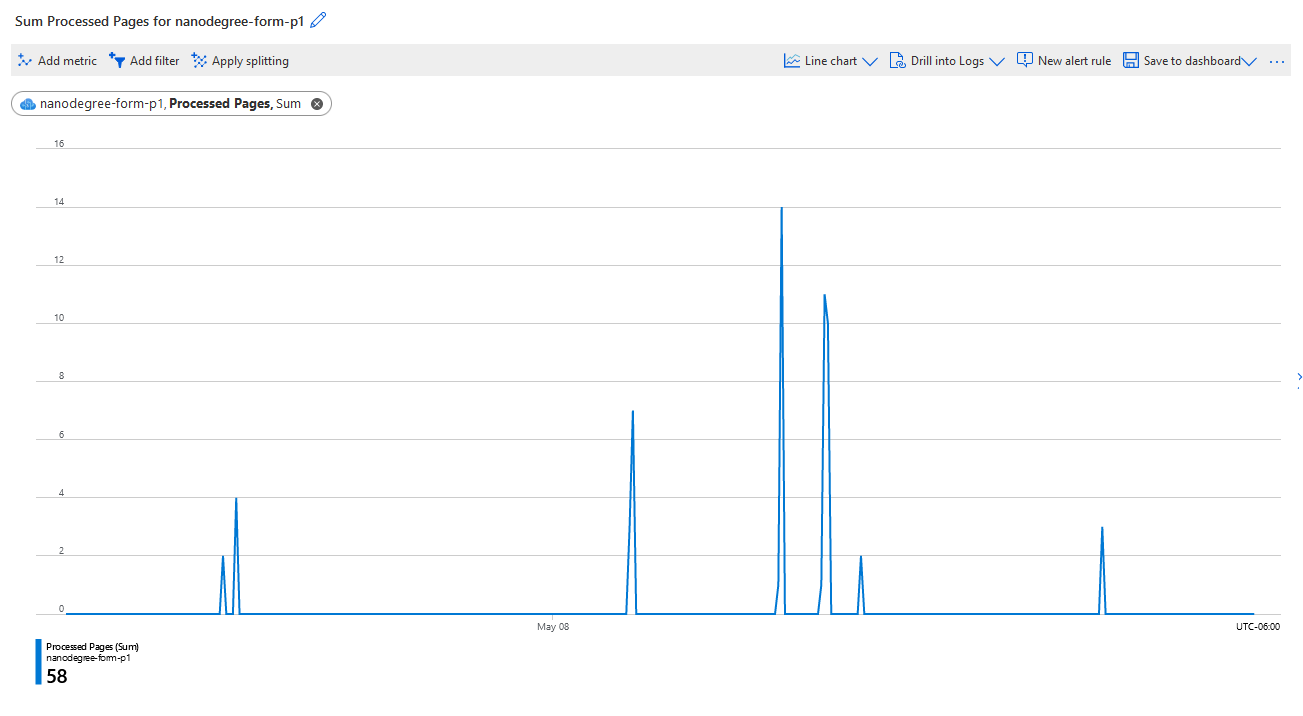 Sum Processed Pages for nanodegree-form-p1
Add metric Add filter Apply splitting Line chart Drill into Logs New alert rule Save to dashboard ...
nanodegree-form-p1, Processed Pages, Sum
16
14
12
10
8
6
4
2
0
May 08 UTC-06:00
Processed Pages (Sum)
nanodegree-form-p1
58